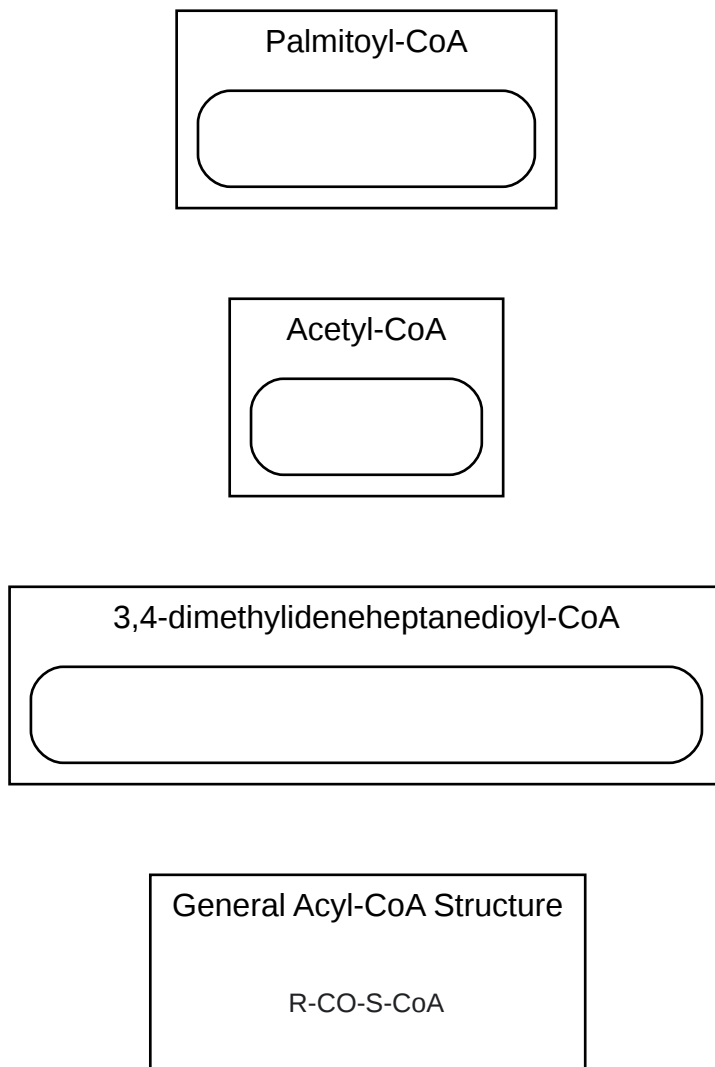 Palmitoyl-CoA
Acetyl-CoA
3,4-dimethylideneheptanedioyl-CoA
General Acyl-CoA Structure
R-CO-S-CoA